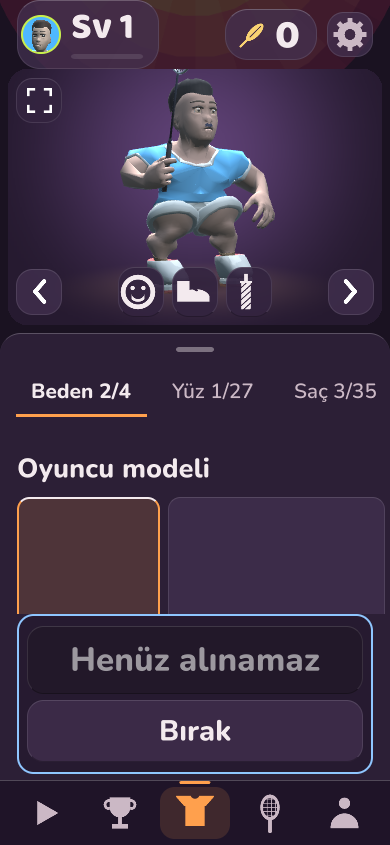 Sv 1
0
Beden 2/4
Yüz 1/27
Saç 3/35
Oyuncu modeli
Henüz alınamaz
Bırak